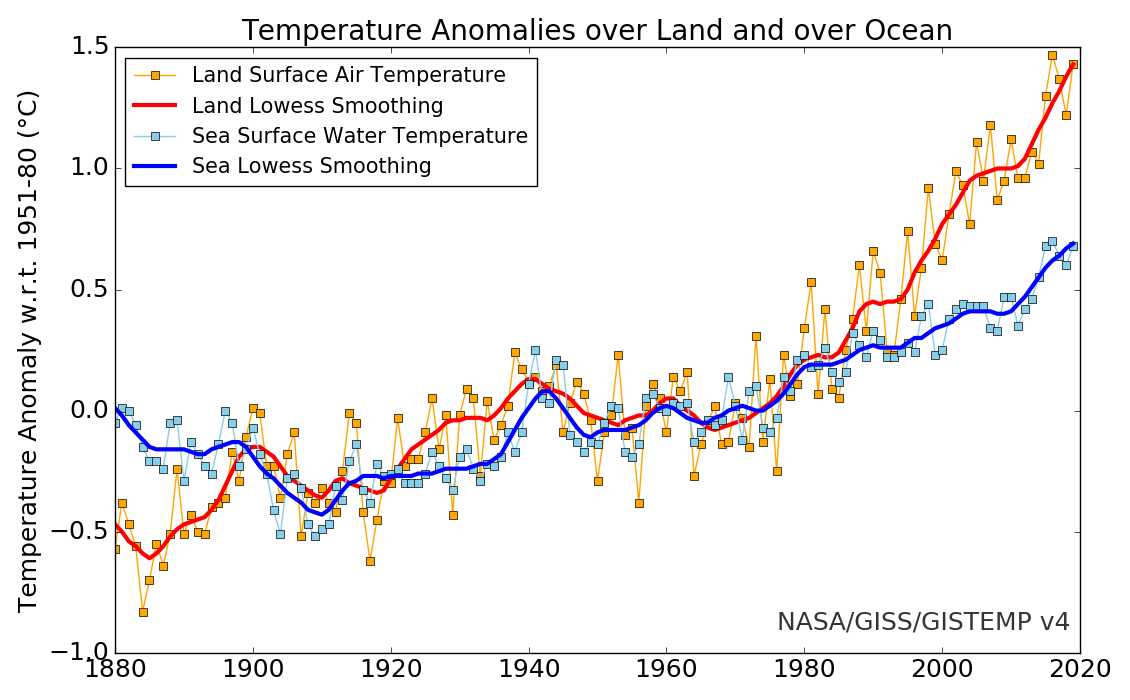 Temperature Anomalies over Land and over Ocean
Temperature Anomaly w.r.t. 1951-80 (°C)
1.5
1.0
0.5
0.0
−0.5
−1.0
Land Surface Air Temperature
Land Lowess Smoothing
Sea Surface Water Temperature
Sea Lowess Smoothing
NASA/GISS/GISTEMP v4
1880 1900 1920 1940 1960 1980 2000 2020